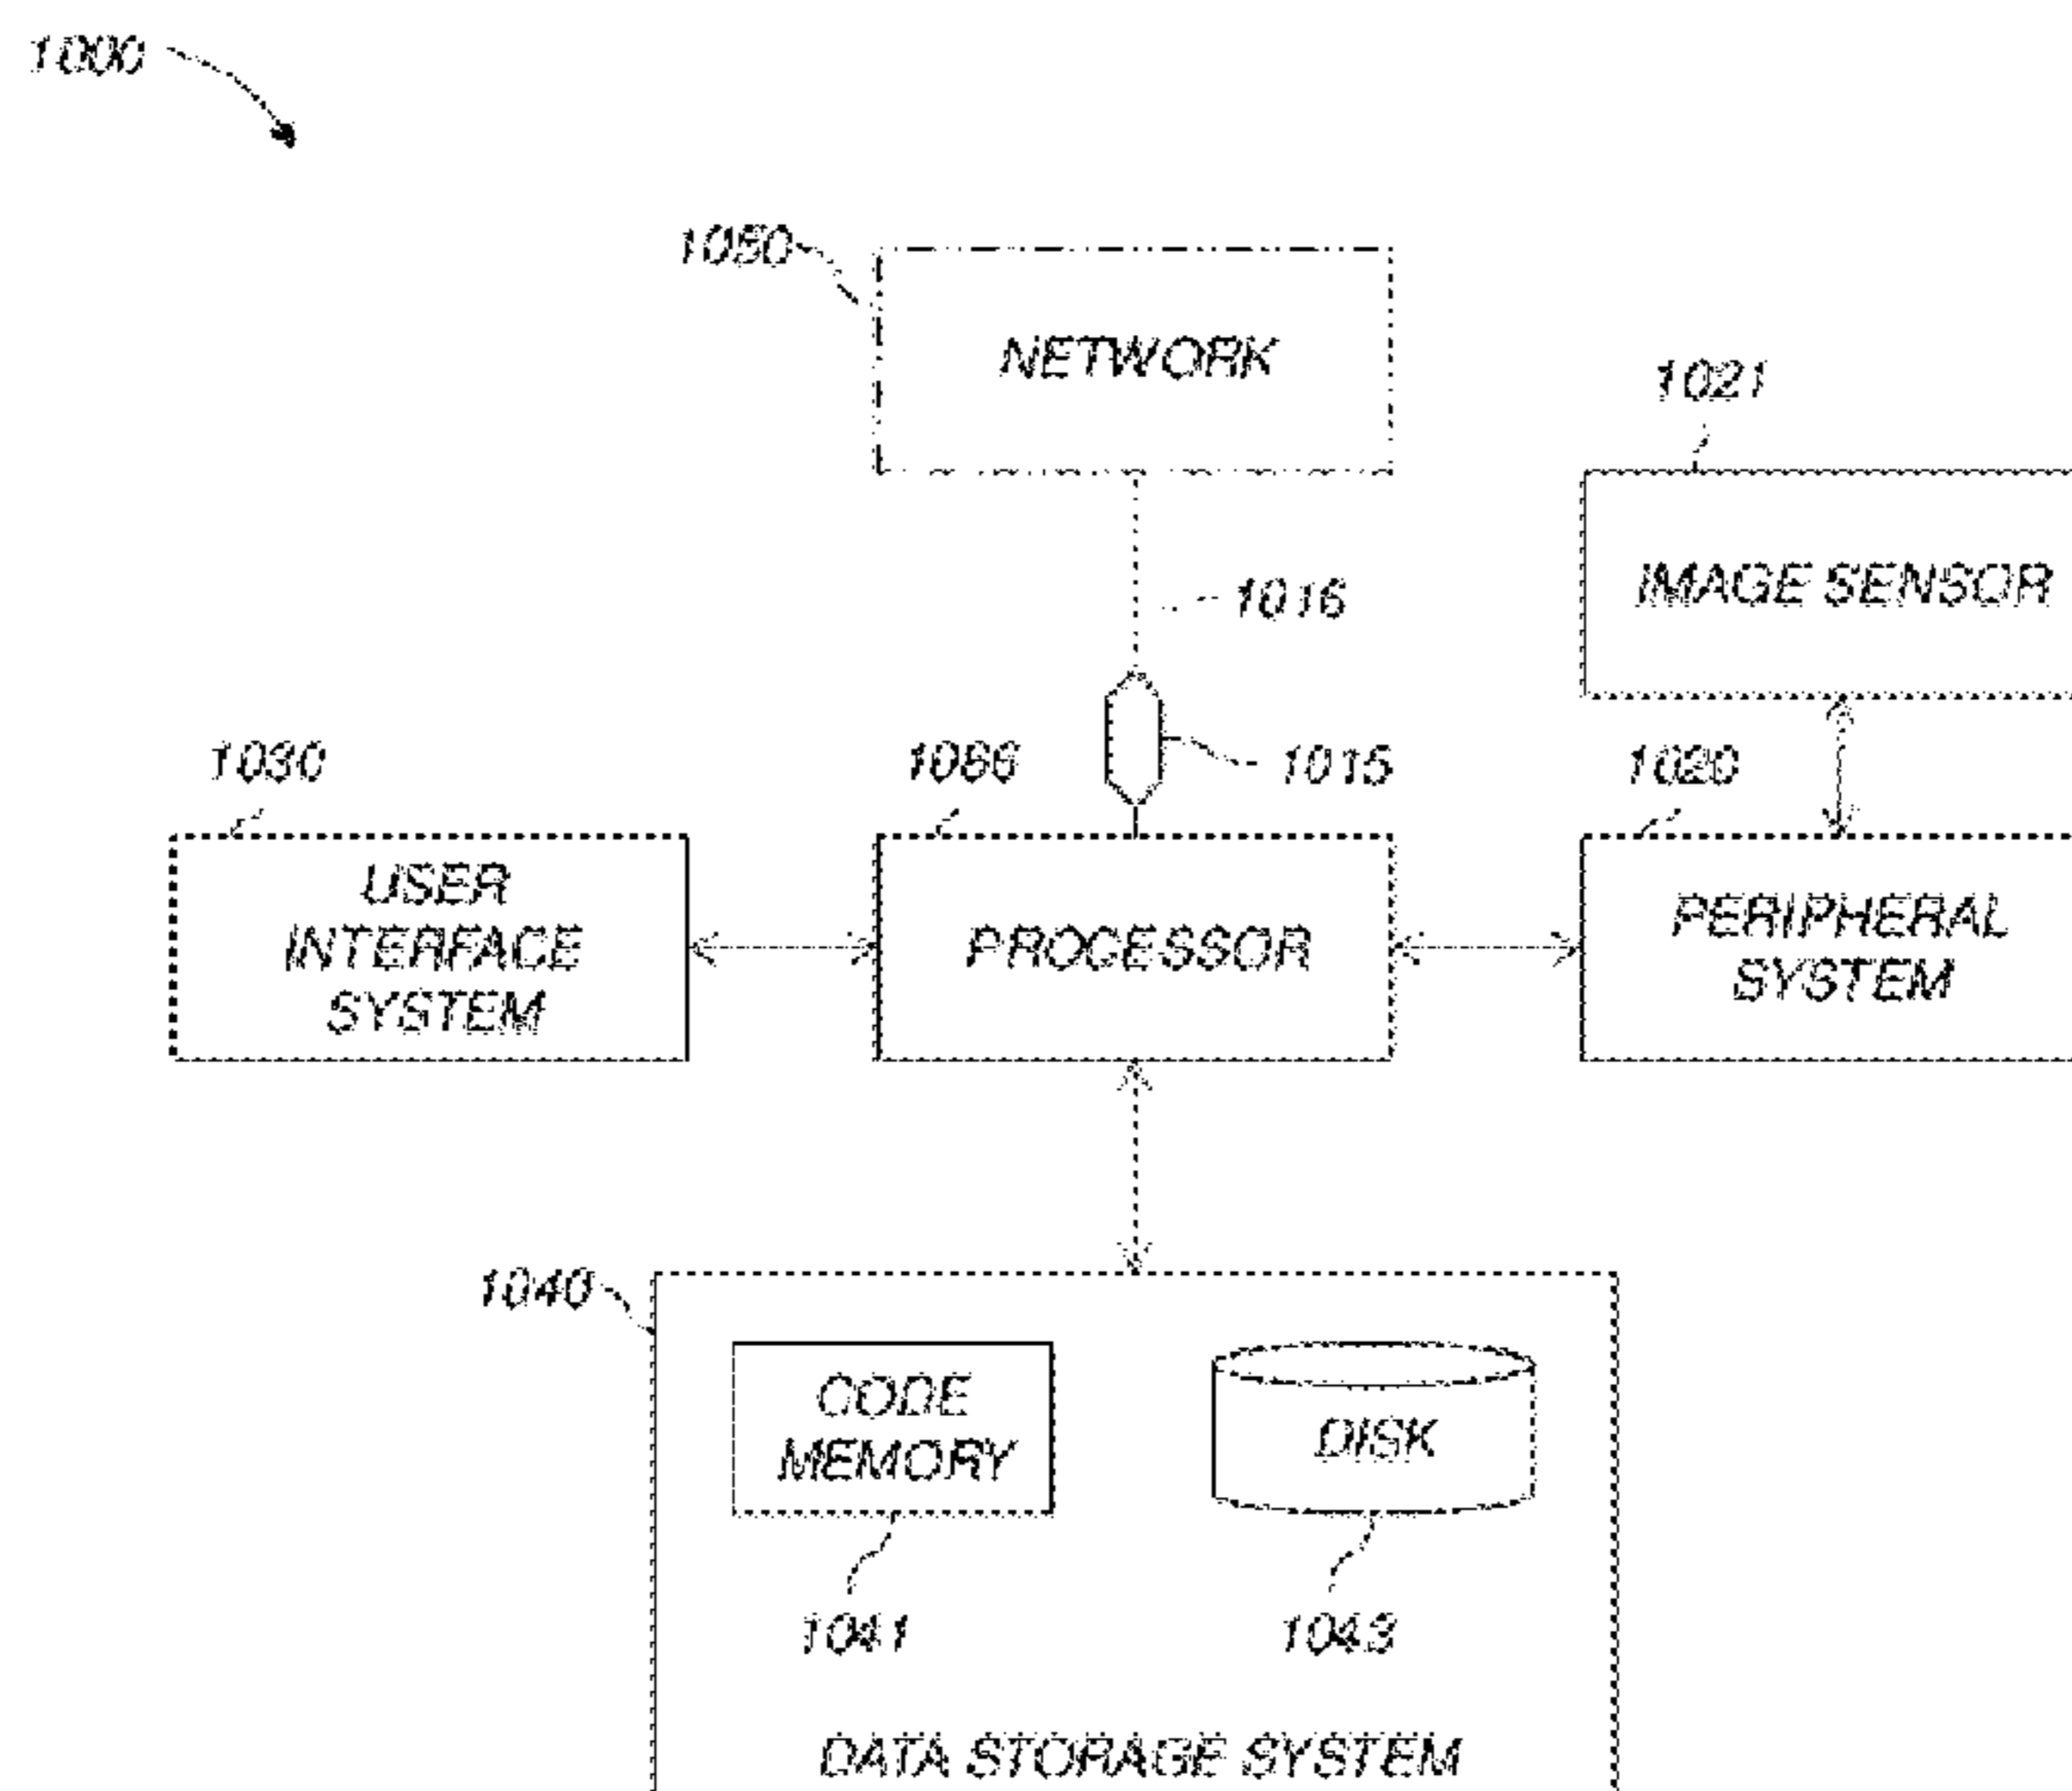 1000
1050
NETWORK
1021
IMAGE SENSOR
1016
1015
1030
1086
1020
USER
INTERFACE
SYSTEM
PROCESSOR
PERIPHERAL
SYSTEM
1040
CODE
MEMORY
DISK
1041
1043
DATA STORAGE SYSTEM